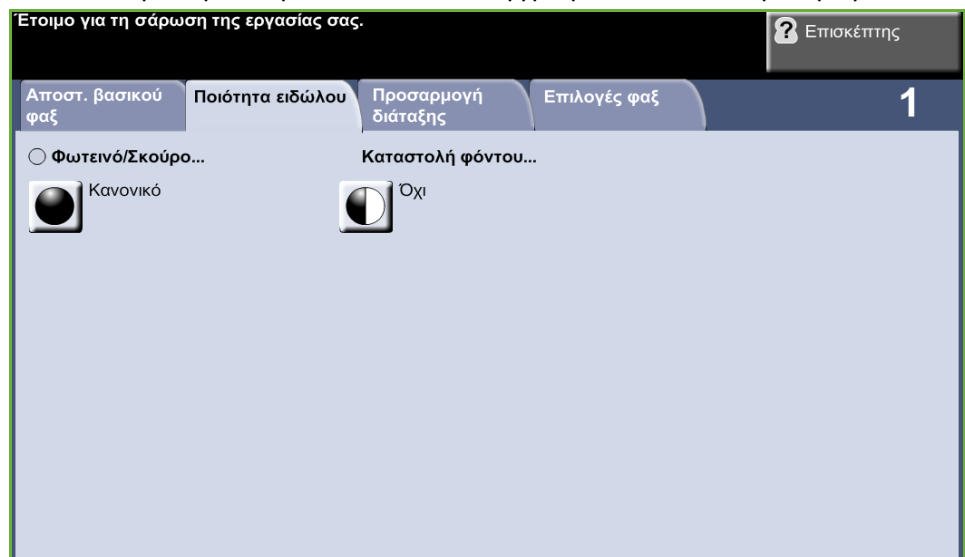 Έτοιμο για τη σάρωση της εργασίας σας.
? Επισκέπτης
Αποστ. βασικού
φαξ
Ποιότητα ειδώλου
Προσαρμογή
διάταξης
Επιλογές φαξ
1
Φωτεινό/Σκούρο...
Καταστολή φόντου...
Κανονικό
Όχι